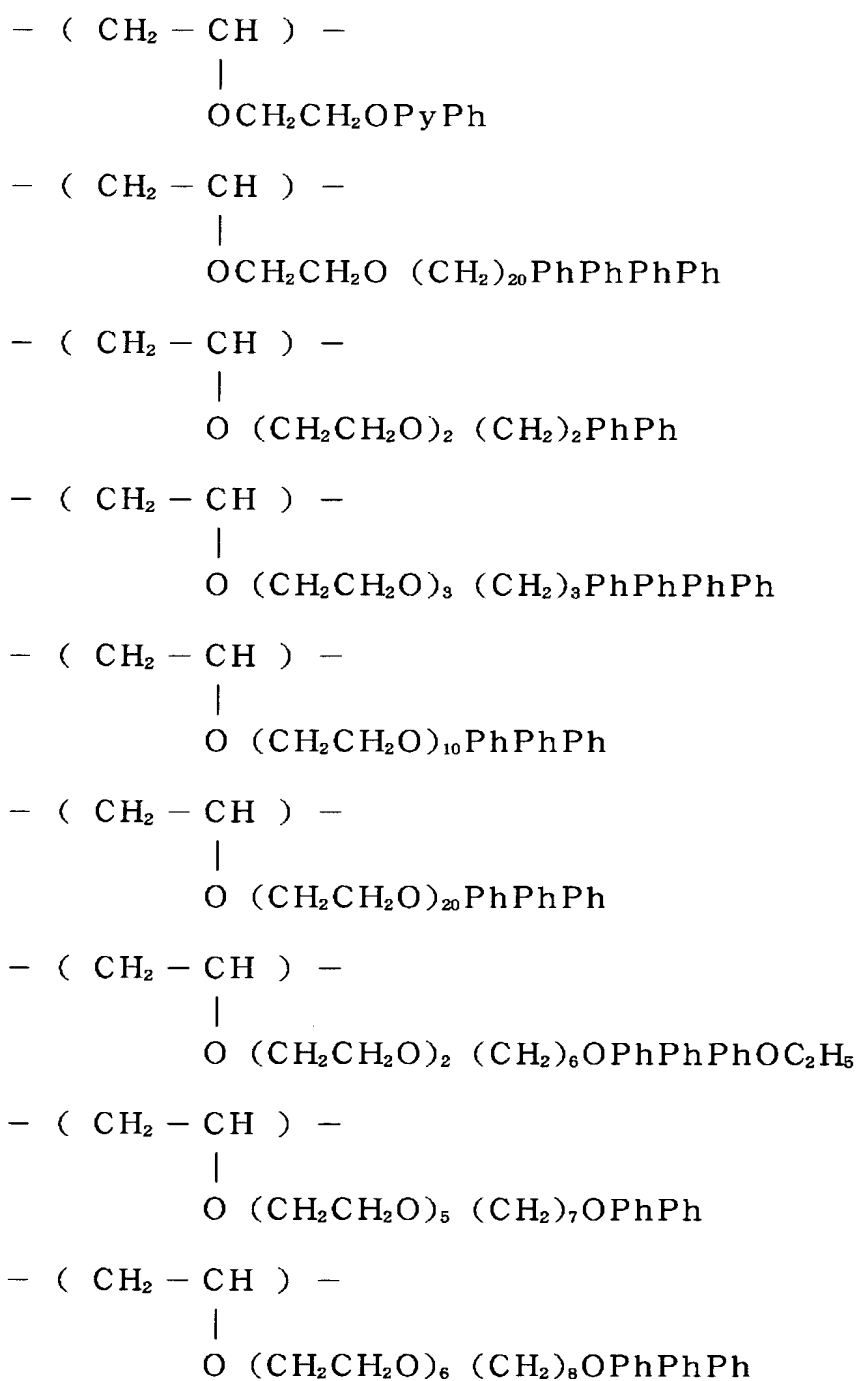 — ( CH₂ — CH ) —
|
OCH₂CH₂OPyPh
— ( CH₂ — CH ) —
|
OCH₂CH₂O (CH₂)₂₀PhPhPhPh
— ( CH₂ — CH ) —
|
O (CH₂CH₂O)₂ (CH₂)₂PhPh
— ( CH₂ — CH ) —
|
O (CH₂CH₂O)₃ (CH₂)₃PhPhPhPh
— ( CH₂ — CH ) —
|
O (CH₂CH₂O)₁₀PhPhPh
— ( CH₂ — CH ) —
|
O (CH₂CH₂O)₂₀PhPhPh
— ( CH₂ — CH ) —
|
O (CH₂CH₂O)₂ (CH₂)₆OPhPhPhOC₂H₅
— ( CH₂ — CH ) —
|
O (CH₂CH₂O)₅ (CH₂)₇OPhPh
— ( CH₂ — CH ) —
|
O (CH₂CH₂O)₆ (CH₂)₈OPhPhPh